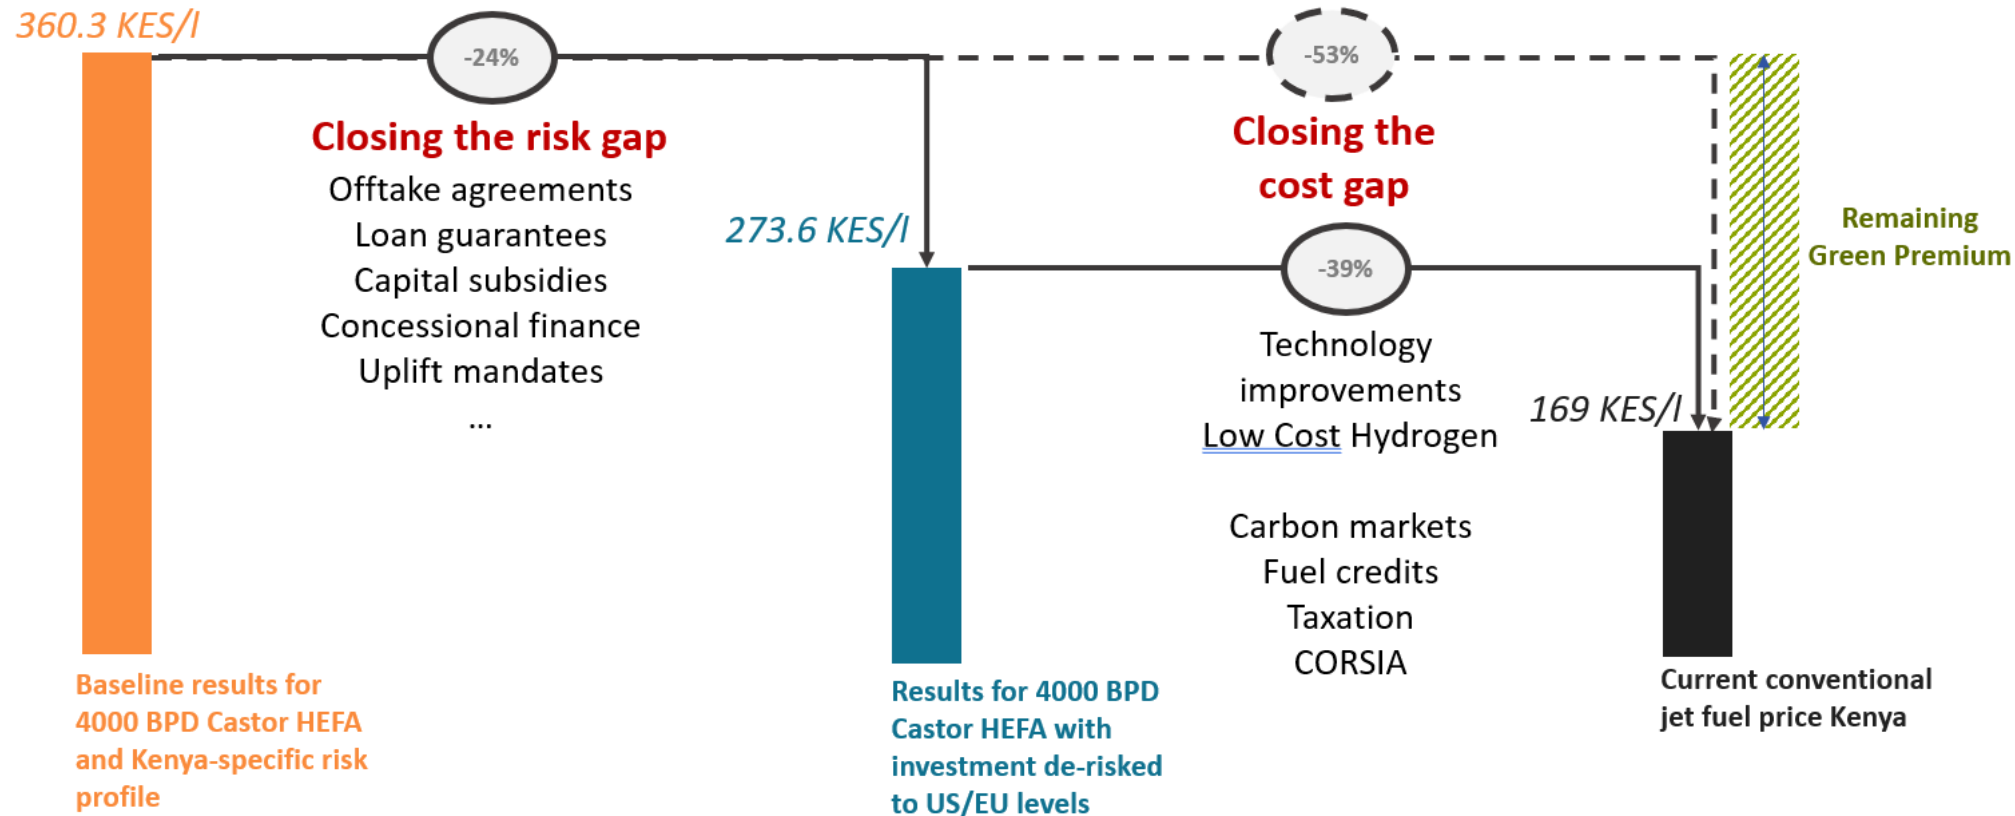 360.3 KES/l
-24%
Closing the risk gap
Offtake agreements
Loan guarantees
Capital subsidies
Concessional finance
Uplift mandates
...
273.6 KES/l
-53%
Closing the
cost gap
-39%
Technology
improvements
Low Cost Hydrogen
Carbon markets
Fuel credits
Taxation
CORSIA
169 KES/l
Remaining
Green Premium
Baseline results for
4000 BPD Castor HEFA
and Kenya-specific risk
profile
Results for 4000 BPD
Castor HEFA with
investment de-risked
to US/EU levels
Current conventional
jet fuel price Kenya